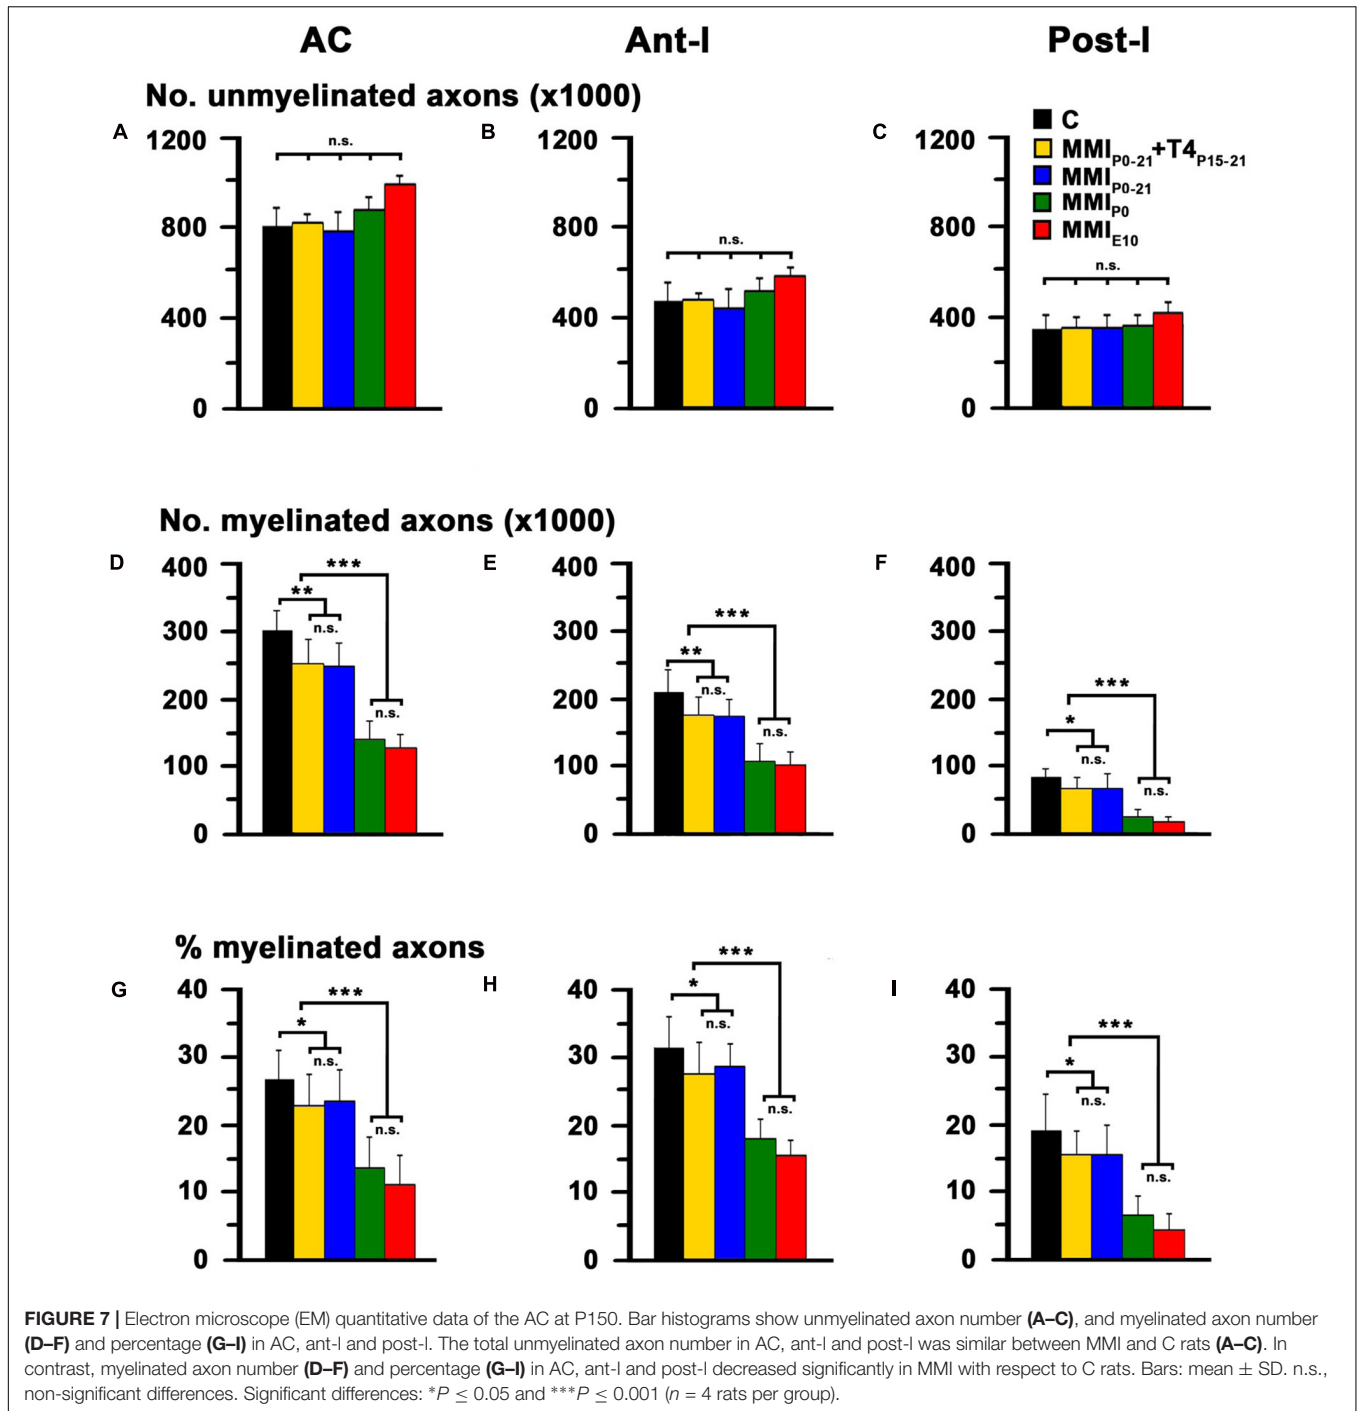 AC Ant-I Post-I
No. unmyelinated axons (x1000)
A 1200 800 400 0 n.s.
B 1200 800 400 0 n.s.
C 1200 800 400 0 n.s.
C
MMIP0-21+T4P15-21
MMIP0-21
MMIP0
MMIE10
No. myelinated axons (x1000)
D 400 300 200 100 0 *** ** n.s. n.s.
E 400 300 200 100 0 *** ** n.s. n.s.
F 400 300 200 100 0 *** * n.s. n.s.
% myelinated axons
G 40 30 20 10 0 *** * n.s. n.s.
H 40 30 20 10 0 *** * n.s. n.s.
I 40 30 20 10 0 *** * n.s. n.s.
FIGURE 7 | Electron microscope (EM) quantitative data of the AC at P150. Bar histograms show unmyelinated axon number (A–C), and myelinated axon number
(D–F) and percentage (G–I) in AC, ant-l and post-l. The total unmyelinated axon number in AC, ant-l and post-l was similar between MMI and C rats (A–C). In
contrast, myelinated axon number (D–F) and percentage (G–I) in AC, ant-l and post-l decreased significantly in MMI with respect to C rats. Bars: mean ± SD. n.s.,
non-significant differences. Significant differences: *P ≤ 0.05 and ***P ≤ 0.001 (n = 4 rats per group).